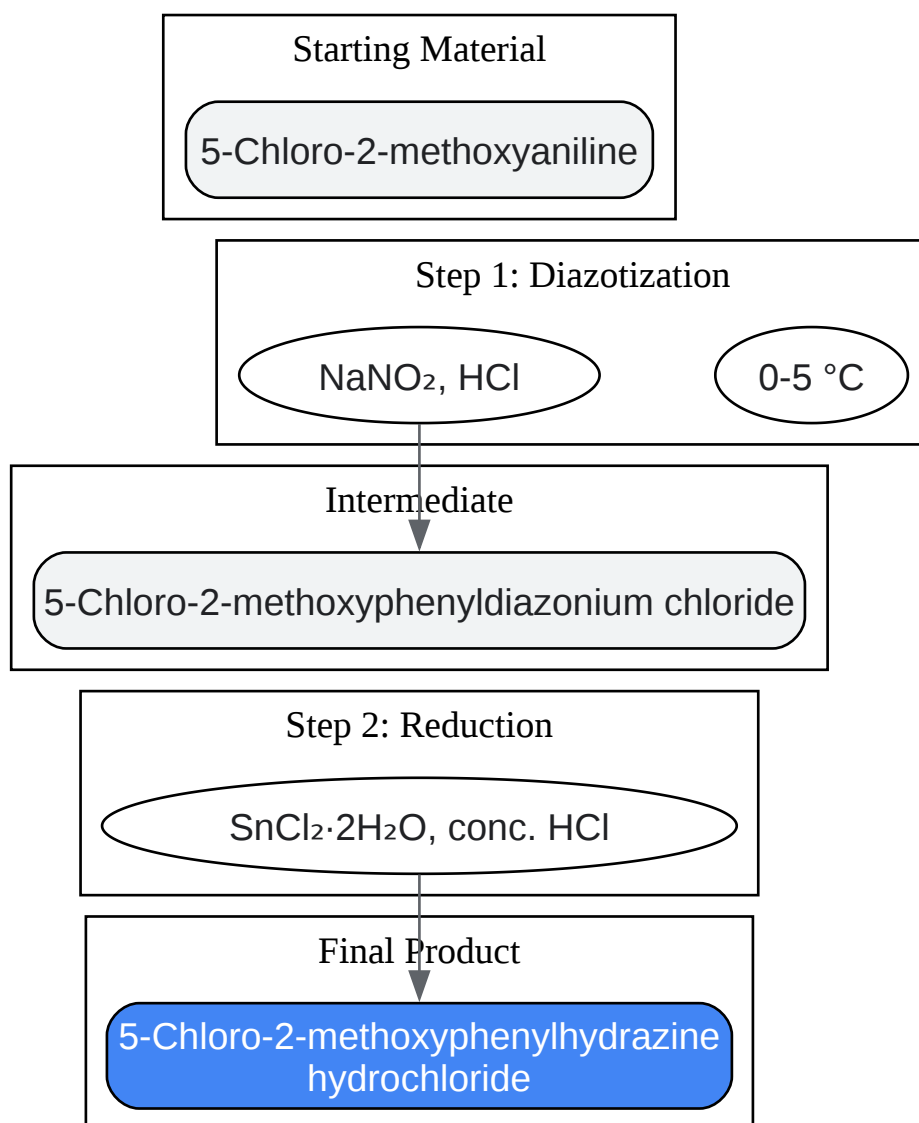 Starting Material
5-Chloro-2-methoxyaniline
Step 1: Diazotization
NaNO₂, HCl
0-5 °C
Intermediate
5-Chloro-2-methoxyphenyldiazonium chloride
Step 2: Reduction
SnCl₂·2H₂O, conc. HCl
Final Product
5-Chloro-2-methoxyphenylhydrazine
hydrochloride